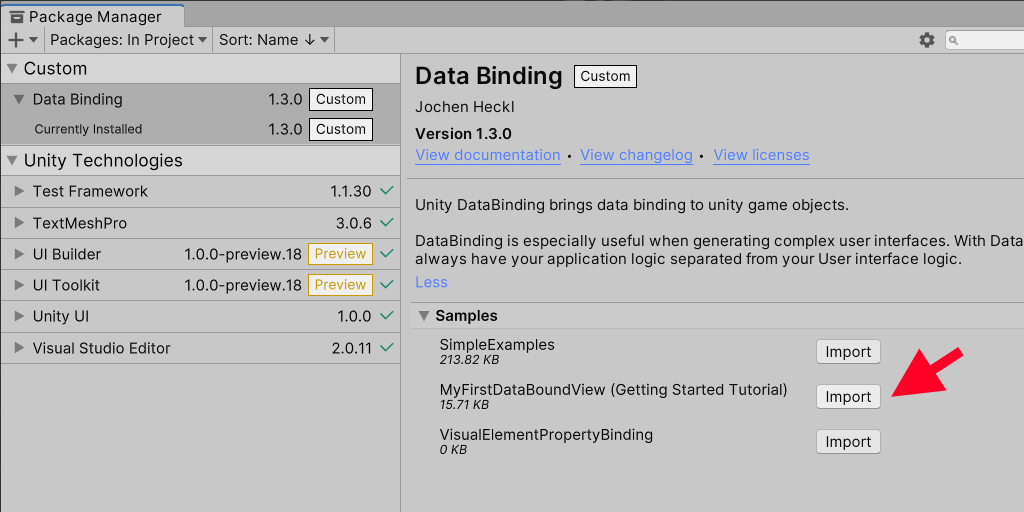 Package Manager
Packages: In Project Sort: Name ↓
Custom
Data Binding 1.3.0 Custom
Currently Installed 1.3.0 Custom
Unity Technologies
Test Framework 1.1.30
TextMeshPro 3.0.6
UI Builder 1.0.0-preview.18 Preview
UI Toolkit 1.0.0-preview.18 Preview
Unity UI 1.0.0
Visual Studio Editor 2.0.11
Data Binding Custom
Jochen Heckl
Version 1.3.0
View documentation • View changelog • View licenses
Unity DataBinding brings data binding to unity game objects.
DataBinding is especially useful when generating complex user interfaces. With Data
always have your application logic separated from your User interface logic.
Less
Samples
SimpleExamples
213.82 KB
Import
MyFirstDataBoundView (Getting Started Tutorial)
15.71 KB
Import
VisualElementPropertyBinding
0 KB
Import